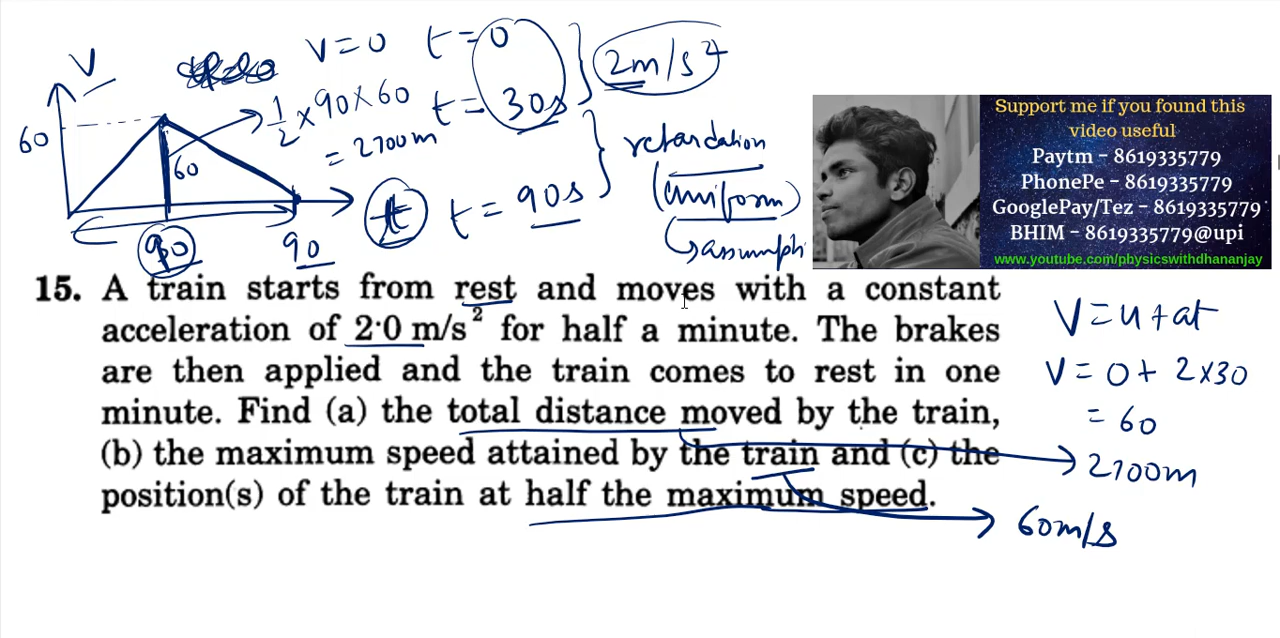 V
60
60
90
90
t
V = 0 t = 0
1/2 × 90 × 60 t = 30s
= 2700 m
t = 90s
2m/s²
retardation
(uniform)
↳ assumpti
Support me if you found this
video useful
Paytm – 8619335779
PhonePe – 8619335779
GooglePay/Tez – 8619335779
BHIM – 8619335779@upi
www.youtube.com/physicswithdhananjay
15. A train starts from rest and moves with a constant
acceleration of 2·0 m/s² for half a minute. The brakes
are then applied and the train comes to rest in one
minute. Find (a) the total distance moved by the train,
(b) the maximum speed attained by the train and (c) the
position(s) of the train at half the maximum speed.
V = u + at
V = 0 + 2 × 30
= 60
2700m
60m/s